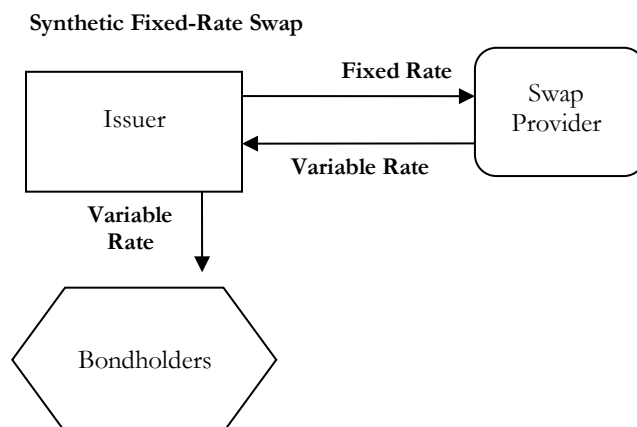 Synthetic Fixed-Rate Swap
Fixed Rate
Issuer
Swap
Provider
Variable Rate
Variable
Rate
Bondholders